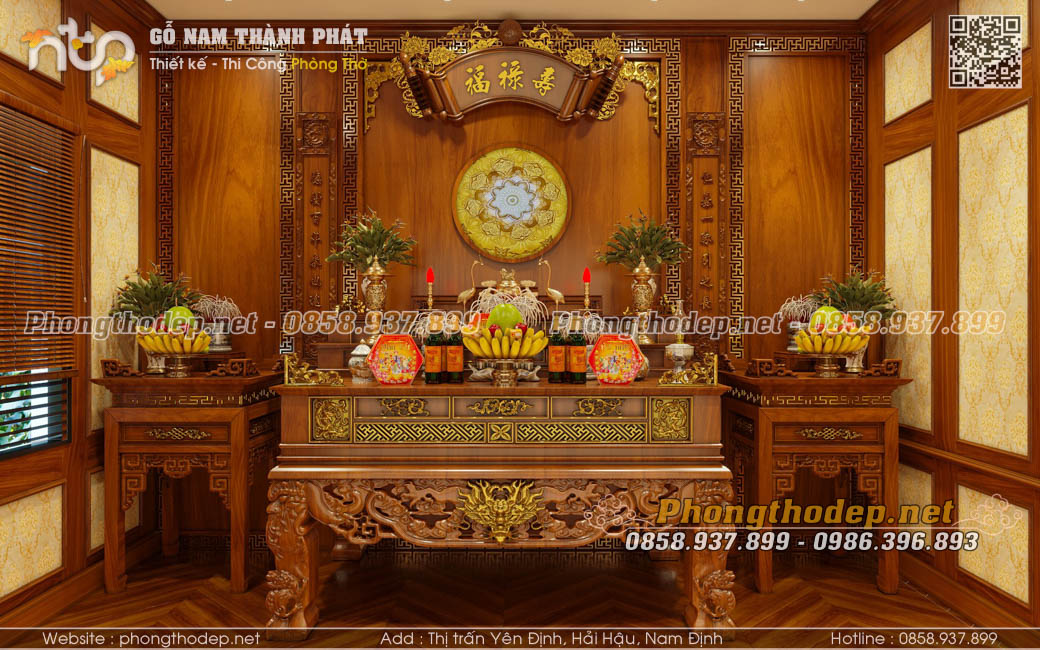 nTp
GỖ NAM THÀNH PHÁT
Thiết kế - Thi Công Phòng Thờ
福祿壽
Phongthodep.net - 0858.937.899
Phongthodep.net - 0858.937.899
Phongthodep.net
0858.937.899 - 0986.396.893
Website : phongthodep.net
Add : Thị trấn Yên Định, Hải Hậu, Nam Định
Hotline : 0858.937.899